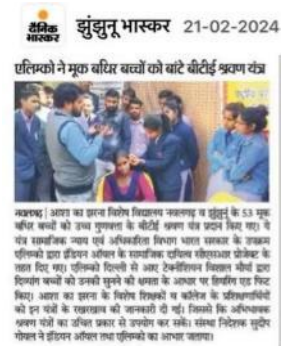 दैनिक भास्कर
झुंझुनू भास्कर 21-02-2024
एलिम्को ने मूक बधिर बच्चों को बांटे बीटीई श्रवण यंत्र
नवलगढ़ | आशा का झरना विशेष विद्यालय नवलगढ़ व झुंझुनूं के 53 मूक
बधिर बच्चों को उच्च गुणवत्ता के बीटीई श्रवण यंत्र प्रदान किए गए। ये
यंत्र सामाजिक न्याय एवं अधिकारिता विभाग भारत सरकार के उपक्रम
एलिम्को द्वारा इंडियन ऑयल के सामाजिक दायित्व सीएसआर प्रोजेक्ट के
तहत दिए गए। एलिम्को दिल्ली से आए टेक्नीशियन विशाल मौर्या द्वारा
दिव्यांग बच्चों को उनकी सुनने की क्षमता के आधार पर हियरिंग एड फिट
किए। आशा का झरना के विशेष शिक्षकों व कॉलेज के प्रशिक्षणार्थियों
को इन यंत्रों के रखरखाव की जानकारी दी गई। जिससे कि अभिभावक
श्रवण यंत्रों का उचित प्रकार से उपयोग कर सकें। संस्था निदेशक सुदीप
गोयल ने इंडियन ऑयल तथा एलिम्को का आभार जताया।